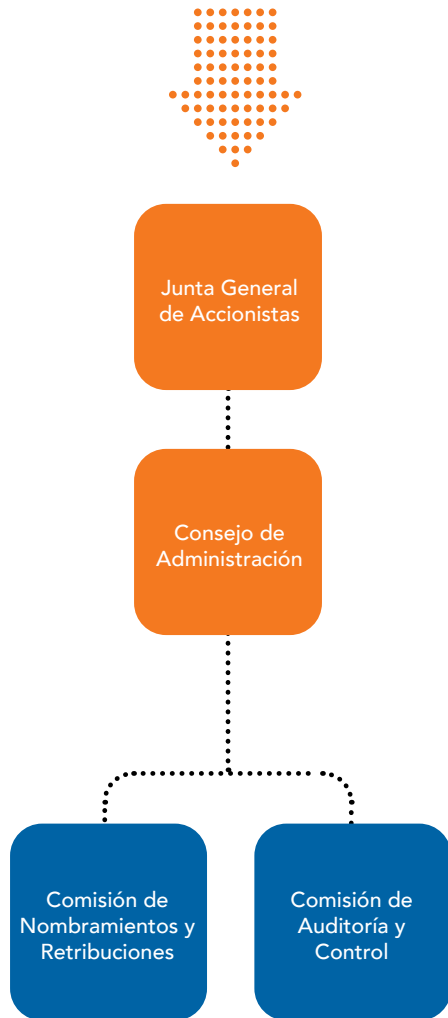 Junta General
de Accionistas
Consejo de
Administración
Comisión de
Nombramientos y
Retribuciones
Comisión de
Auditoría y
Control